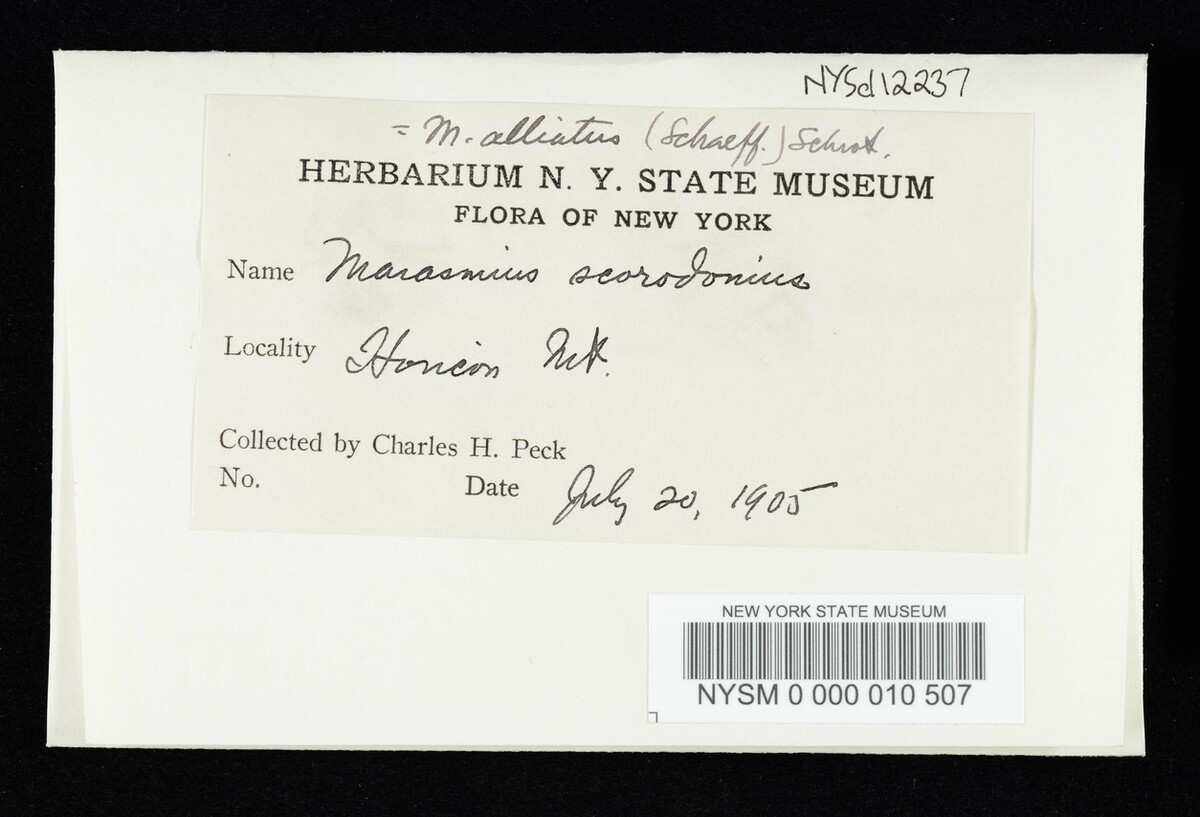 NYSd12237
= M. alliatus (Schaeff.) Schrot.
HERBARIUM N. Y. STATE MUSEUM
FLORA OF NEW YORK
Name Marasmius scorodonius
Locality Horicon Mt.
Collected by Charles H. Peck
No. Date July 20, 1905
NEW YORK STATE MUSEUM
NYSM 0 000 010 507